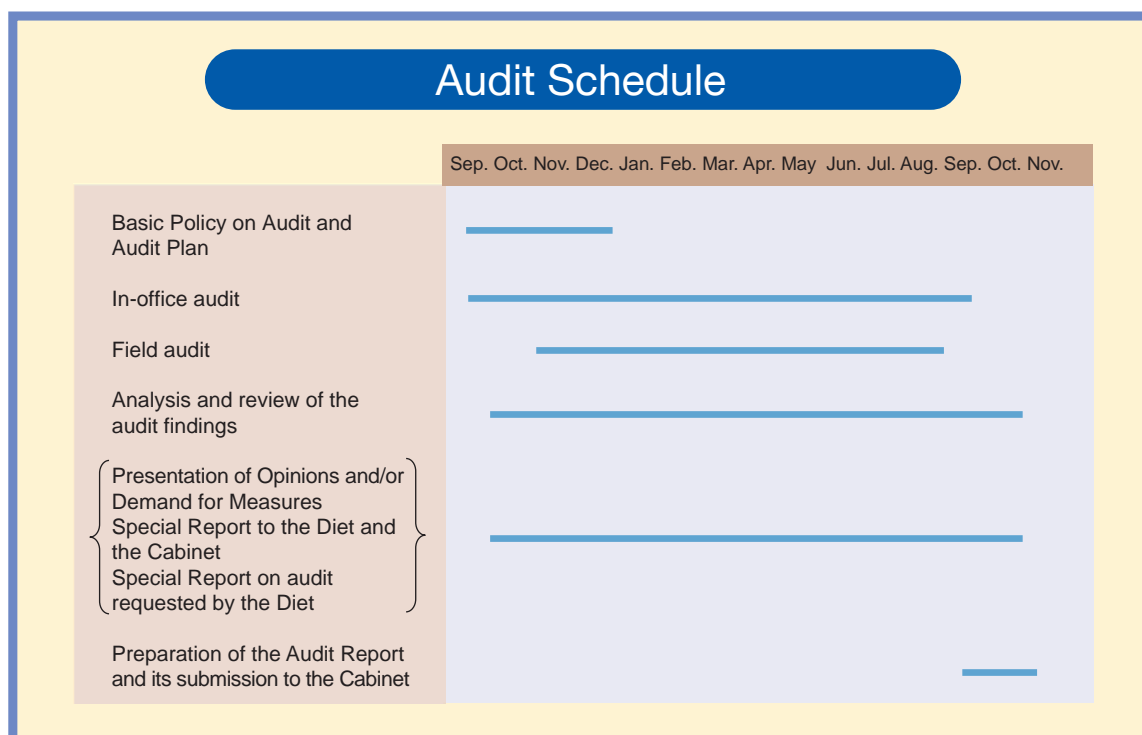 Audit Schedule
Sep. Oct. Nov. Dec. Jan. Feb. Mar. Apr. May Jun. Jul. Aug. Sep. Oct. Nov.
Basic Policy on Audit and
Audit Plan
In-office audit
Field audit
Analysis and review of the
audit findings
Presentation of Opinions and/or
Demand for Measures
Special Report to the Diet and
the Cabinet
Special Report on audit
requested by the Diet
Preparation of the Audit Report
and its submission to the Cabinet